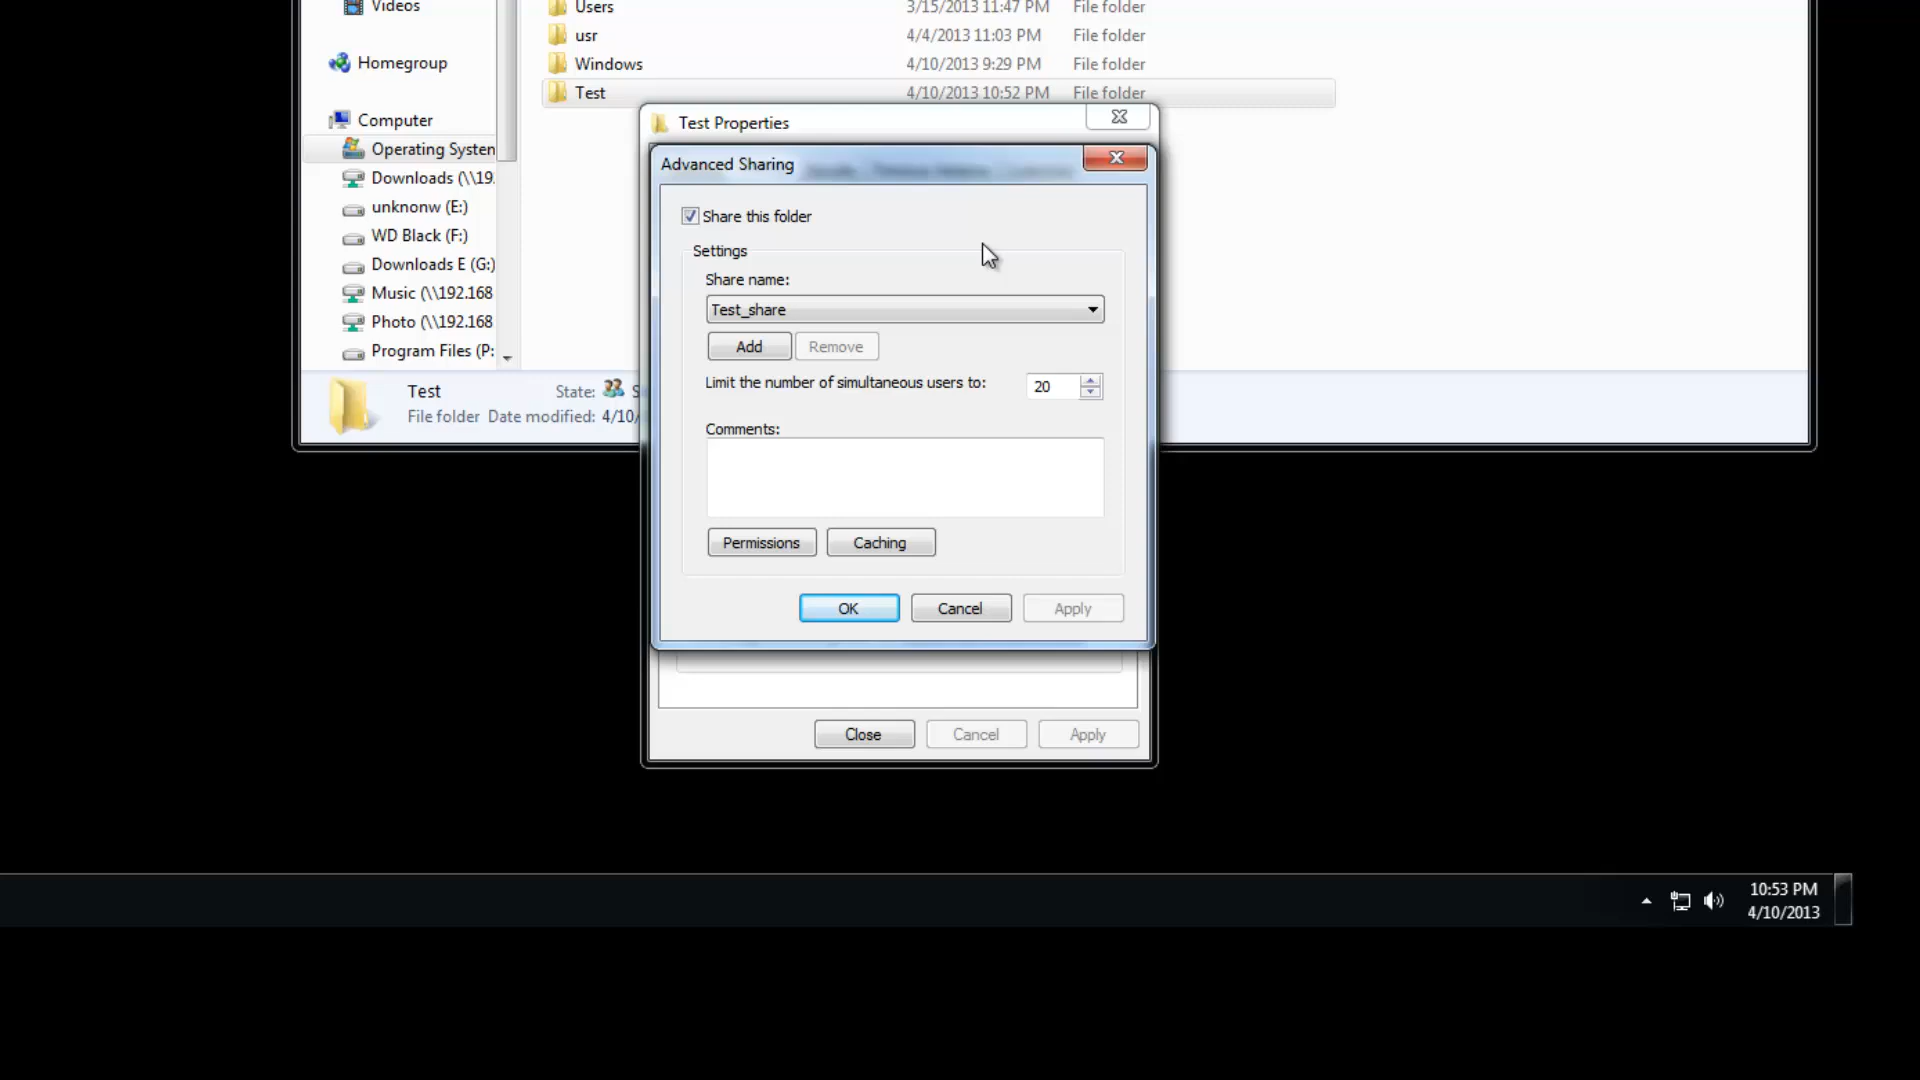 Videos
Users 3/15/2013 11:47 PM File folder
usr 4/4/2013 11:03 PM File folder
Homegroup
Windows 4/10/2013 9:29 PM File folder
Test 4/10/2013 10:52 PM File folder
Computer
Operating System
Downloads (\\19
unknonw (E:)
WD Black (F:)
Downloads E (G:)
Music (\\192.168
Photo (\\192.168
Program Files (P:
Test State: S
File folder Date modified: 4/10/
Test Properties
Advanced Sharing
Share this folder
Settings
Share name:
Test_share
Add Remove
Limit the number of simultaneous users to: 20
Comments:
Permissions Caching
OK Cancel Apply
Close Cancel Apply
10:53 PM
4/10/2013